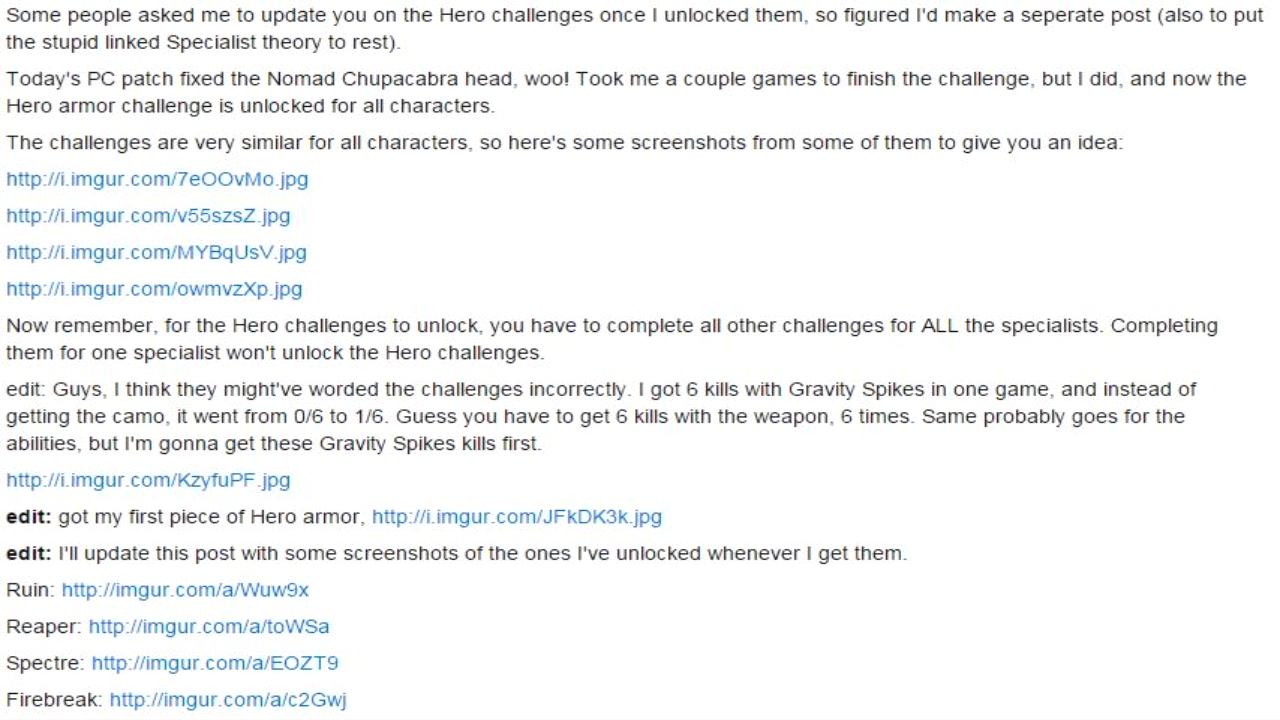 Some people asked me to update you on the Hero challenges once I unlocked them, so figured I'd make a seperate post (also to put
the stupid linked Specialist theory to rest).
Today's PC patch fixed the Nomad Chupacabra head, woo! Took me a couple games to finish the challenge, but I did, and now the
Hero armor challenge is unlocked for all characters.
The challenges are very similar for all characters, so here's some screenshots from some of them to give you an idea:
http://i.imgur.com/7eOOvMo.jpg
http://i.imgur.com/v55szsZ.jpg
http://i.imgur.com/MYBqUsV.jpg
http://i.imgur.com/owmvzXp.jpg
Now remember, for the Hero challenges to unlock, you have to complete all other challenges for ALL the specialists. Completing
them for one specialist won't unlock the Hero challenges.
edit: Guys, I think they might've worded the challenges incorrectly. I got 6 kills with Gravity Spikes in one game, and instead of
getting the camo, it went from 0/6 to 1/6. Guess you have to get 6 kills with the weapon, 6 times. Same probably goes for the
abilities, but I'm gonna get these Gravity Spikes kills first.
http://i.imgur.com/KzyfuPF.jpg
edit: got my first piece of Hero armor, http://i.imgur.com/JFkDK3k.jpg
edit: I'll update this post with some screenshots of the ones I've unlocked whenever I get them.
Ruin: http://imgur.com/a/Wuw9x
Reaper: http://imgur.com/a/toWSa
Spectre: http://imgur.com/a/EOZT9
Firebreak: http://imgur.com/a/c2Gwj